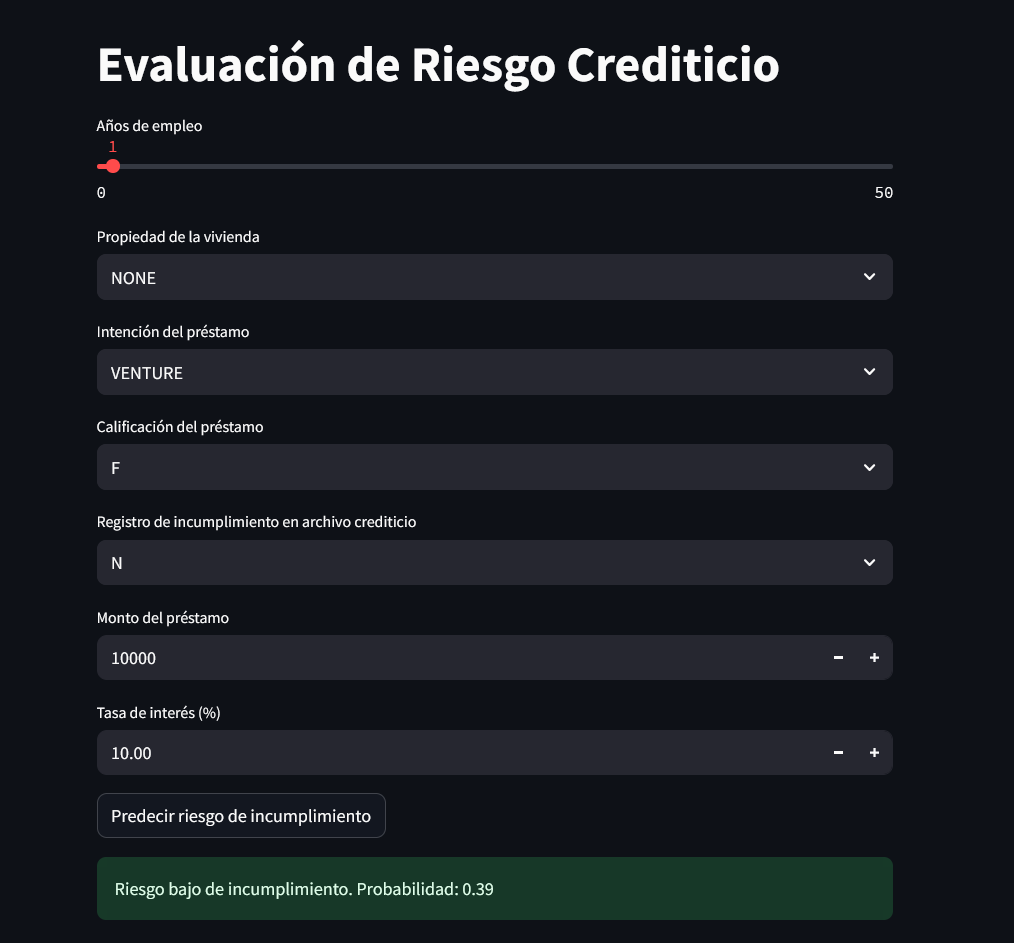 Evaluación de Riesgo Crediticio
Años de empleo
1
0 50
Propiedad de la vivienda
NONE
Intención del préstamo
VENTURE
Calificación del préstamo
F
Registro de incumplimiento en archivo crediticio
N
Monto del préstamo
10000
Tasa de interés (%)
10.00
Predecir riesgo de incumplimiento
Riesgo bajo de incumplimiento. Probabilidad: 0.39